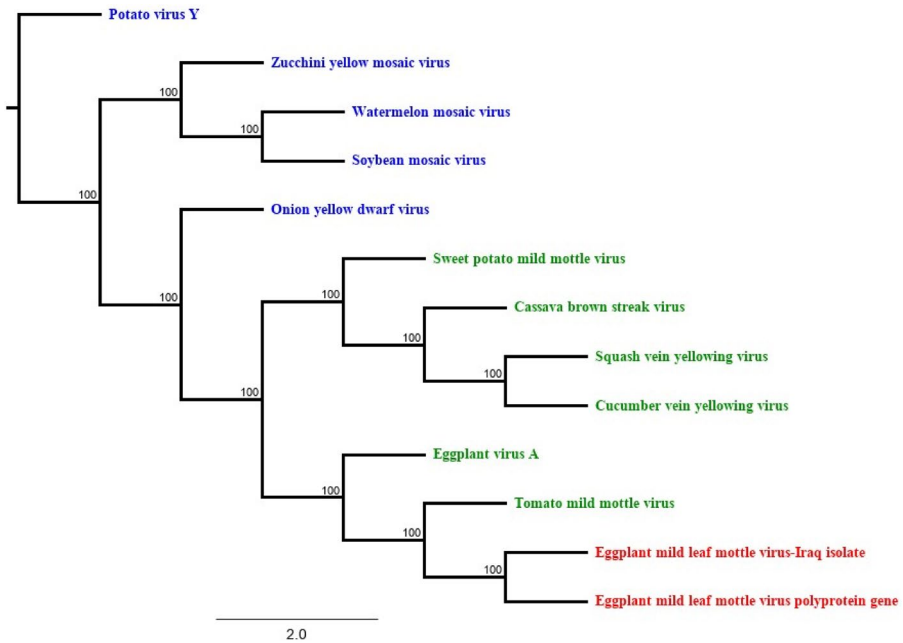 Potato virus Y
Zucchini yellow mosaic virus
100
Watermelon mosaic virus
100
Soybean mosaic virus
100
Onion yellow dwarf virus
Sweet potato mild mottle virus
100
100
Cassava brown streak virus
100
Squash vein yellowing virus
100
Cucumber vein yellowing virus
100
Eggplant virus A
100
Tomato mild mottle virus
100
Eggplant mild leaf mottle virus-Iraq isolate
100
Eggplant mild leaf mottle virus polyprotein gene
2.0